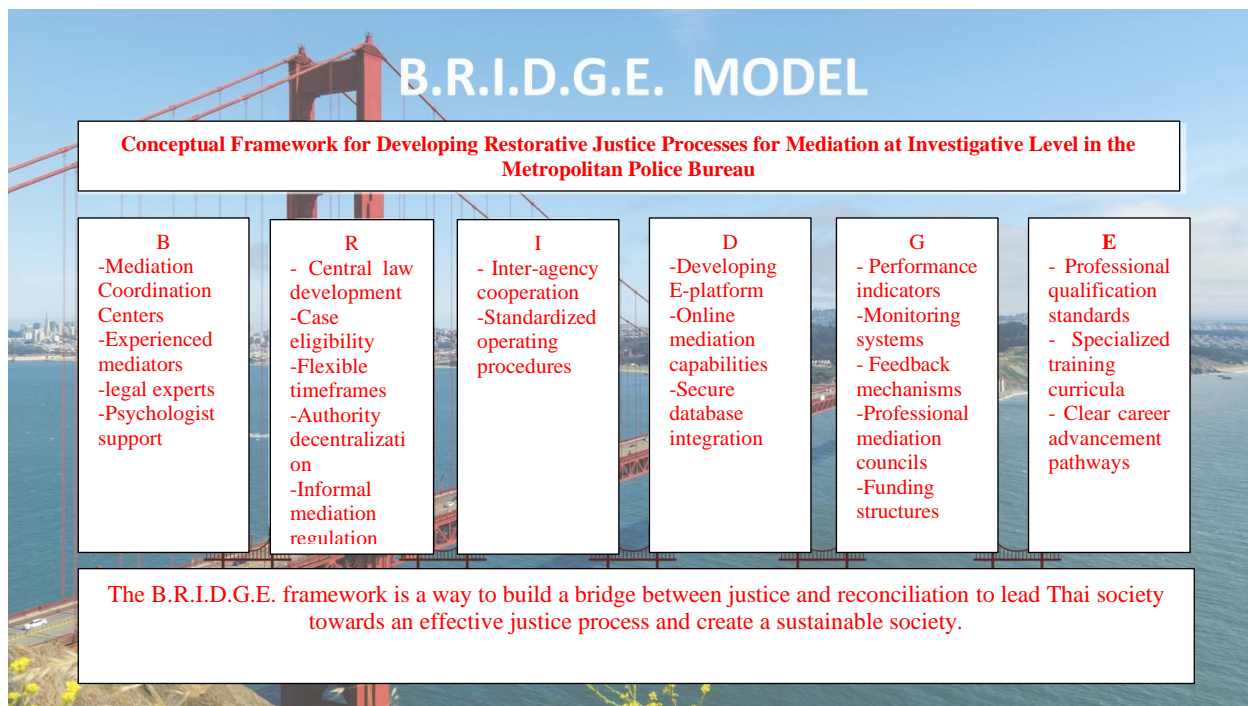 B.R.I.D.G.E. MODEL
Conceptual Framework for Developing Restorative Justice Processes for Mediation at Investigative Level in the
Metropolitan Police Bureau
B
-Mediation
Coordination
Centers
-Experienced
mediators
-legal experts
-Psychologist
support
R
- Central law
development
-Case
eligibility
-Flexible
timeframes
-Authority
decentralizati
on
-Informal
mediation
regulation
I
- Inter-agency
cooperation
-Standardized
operating
procedures
D
-Developing
E-platform
-Online
mediation
capabilities
-Secure
database
integration
G
- Performance
indicators
-Monitoring
systems
- Feedback
mechanisms
-Professional
mediation
councils
-Funding
structures
E
- Professional
qualification
standards
- Specialized
training
curricula
- Clear career
advancement
pathways
The B.R.I.D.G.E. framework is a way to build a bridge between justice and reconciliation to lead Thai society
towards an effective justice process and create a sustainable society.